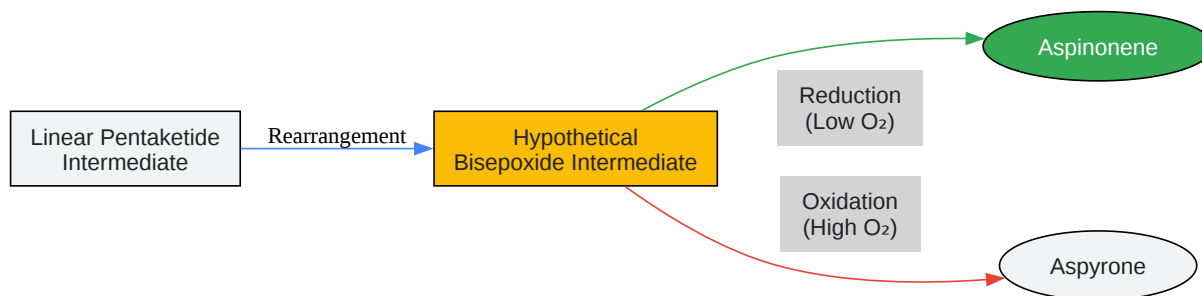 Linear Pentaketide
Intermediate
Rearrangement
Hypothetical
Bisepoxide Intermediate
Reduction
(Low O₂)
Aspinonene
Oxidation
(High O₂)
Aspyrone